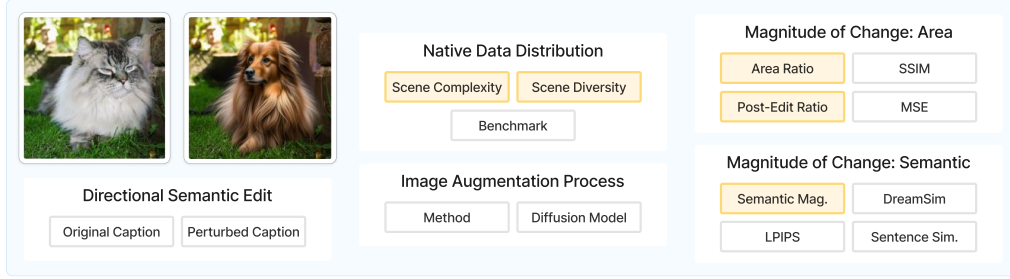 Directional Semantic Edit
Original Caption
Perturbed Caption
Native Data Distribution
Scene Complexity
Scene Diversity
Benchmark
Image Augmentation Process
Method
Diffusion Model
Magnitude of Change: Area
Area Ratio
SSIM
Post-Edit Ratio
MSE
Magnitude of Change: Semantic
Semantic Mag.
DreamSim
LPIPS
Sentence Sim.